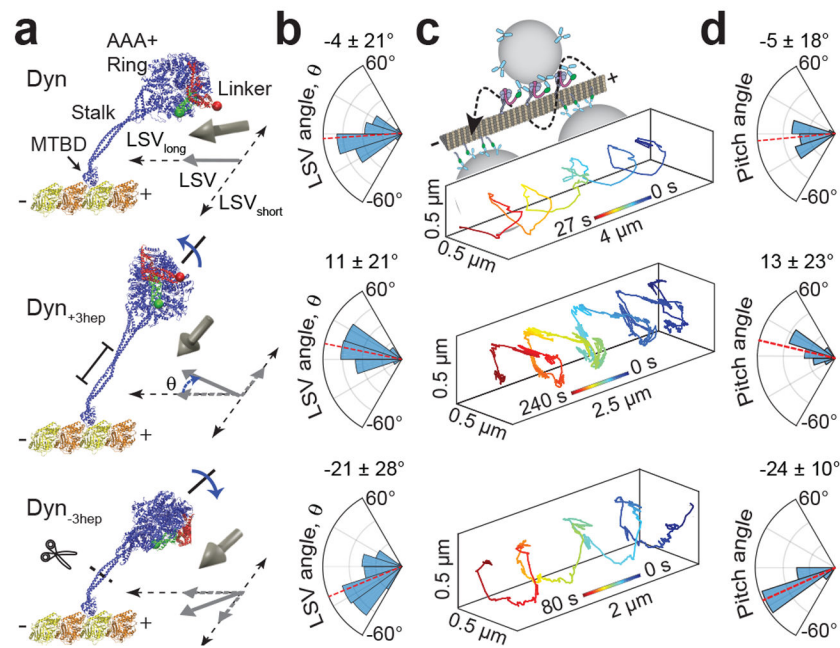 a
b
c
d
Dyn
AAA+
Ring
Linker
Stalk
MTBD
LSVlong
LSV
LSVshort
- +
-4 ± 21°
60°
LSV angle, θ
-60°
+
-
0.5 µm
0.5 µm
27 s 0 s
4 µm
-5 ± 18°
60°
Pitch angle
-60°
Dyn+3hep
θ
- +
11 ± 21°
60°
LSV angle, θ
-60°
0.5 µm
0.5 µm
240 s 0 s
2.5 µm
13 ± 23°
60°
Pitch angle
-60°
Dyn-3hep
- +
-21 ± 28°
60°
LSV angle, θ
-60°
0.5 µm
0.5 µm
80 s 0 s
2 µm
-24 ± 10°
60°
Pitch angle
-60°